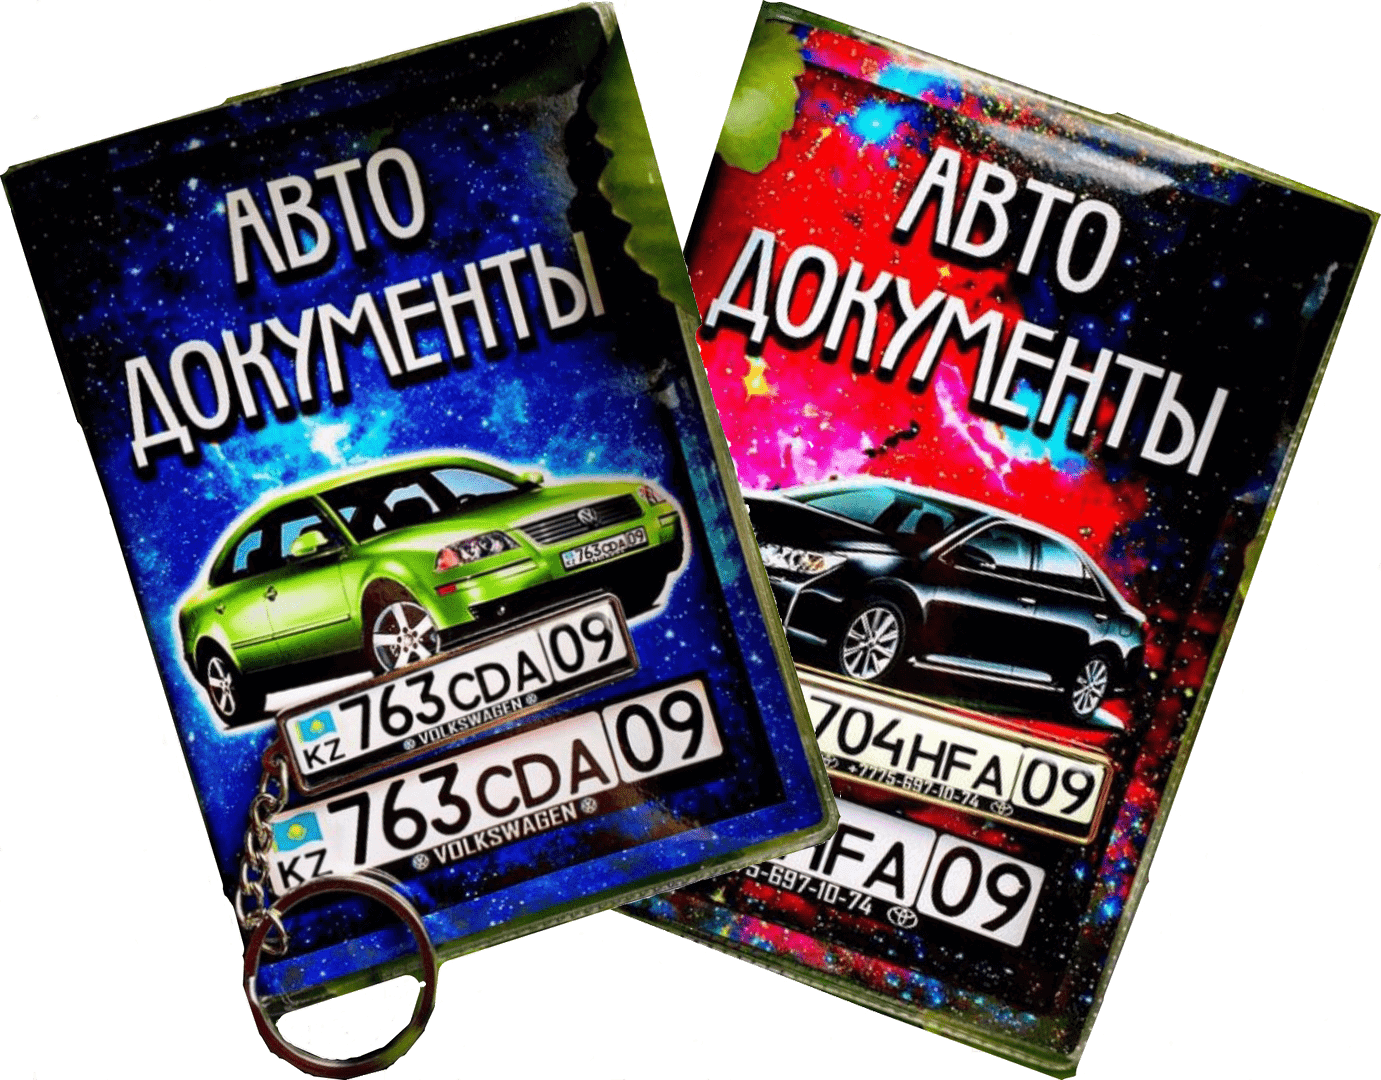 АВТО
ДОКУМЕНТЫ
763CDA09
KZ 763CDA 09
VOLKSWAGEN
KZ 763CDA 09
VOLKSWAGEN
АВТО
ДОКУМЕНТЫ
704HFA 09
+7775-697-10-74
HFA 09
5-697-10-74